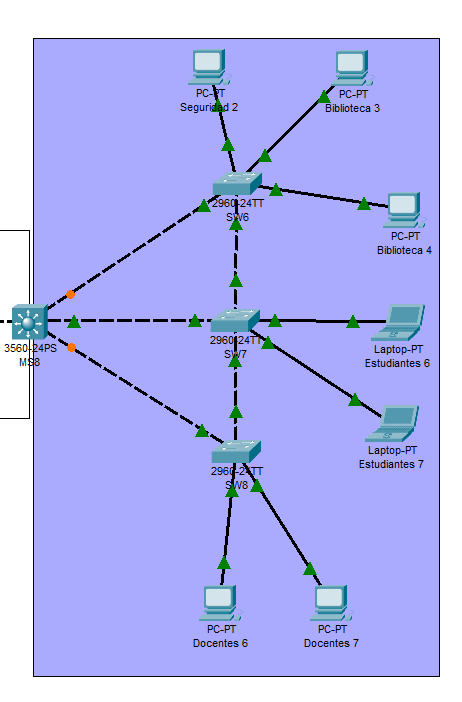 PC-PT
Seguridad 2
PC-PT
Biblioteca 3
2960-24TT
SW6
PC-PT
Biblioteca 4
3560-24PS
MS8
2960-24TT
SW7
Laptop-PT
Estudiantes 6
Laptop-PT
Estudiantes 7
2960-24TT
SW8
PC-PT
Docentes 6
PC-PT
Docentes 7